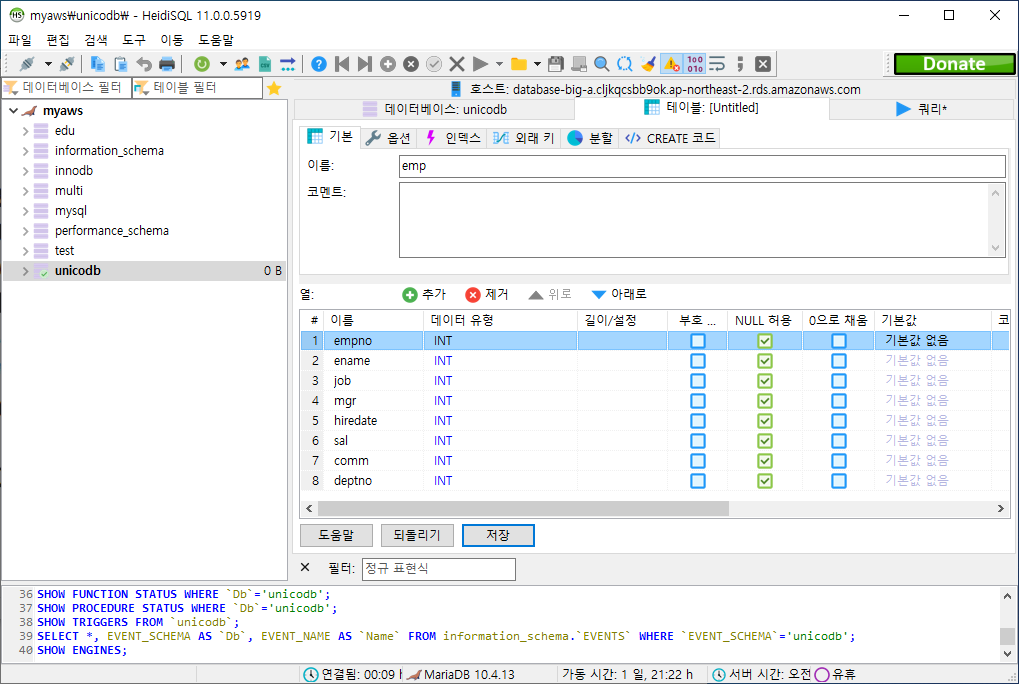 myaws\unicodb\ - HeidiSQL 11.0.0.5919
파일 편집 검색 도구 이동 도움말
Donate
데이터베이스 필터 테이블 필터
호스트: database-big-a.cljkqcsbb9ok.ap-northeast-2.rds.amazonaws.com
데이터베이스: unicodb 테이블: [Untitled] 쿼리*
myaws
edu
information_schema
innodb
multi
mysql
performance_schema
test
unicodb 0 B
기본 옵션 인덱스 외래 키 분할 CREATE 코드
이름: emp
코멘트:
열: 추가 제거 위로 아래로
# 이름 데이터 유형 길이/설정 부호 ... NULL 허용 0으로 채움 기본값 코
1 empno INT 기본값 없음
2 ename INT 기본값 없음
3 job INT 기본값 없음
4 mgr INT 기본값 없음
5 hiredate INT 기본값 없음
6 sal INT 기본값 없음
7 comm INT 기본값 없음
8 deptno INT 기본값 없음
도움말 되돌리기 저장
필터: 정규 표현식
36 SHOW FUNCTION STATUS WHERE `Db`='unicodb';
37 SHOW PROCEDURE STATUS WHERE `Db`='unicodb';
38 SHOW TRIGGERS FROM `unicodb`;
39 SELECT *, EVENT_SCHEMA AS `Db`, EVENT_NAME AS `Name` FROM information_schema.`EVENTS` WHERE `EVENT_SCHEMA`='unicodb';
40 SHOW ENGINES;
연결됨: 00:09 MariaDB 10.4.13 가동 시간: 1 일, 21:22 h 서버 시간: 오전 유휴